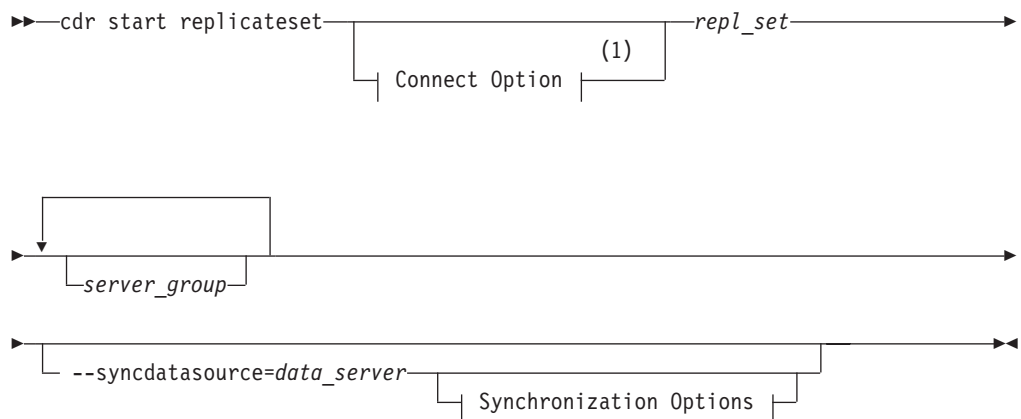 cdr start replicateset repl_set
(1)
Connect Option
server_group
--syncdatasource=data_server
Synchronization Options